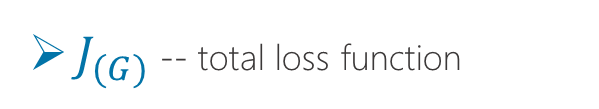 ➢ J(G) -- total loss function